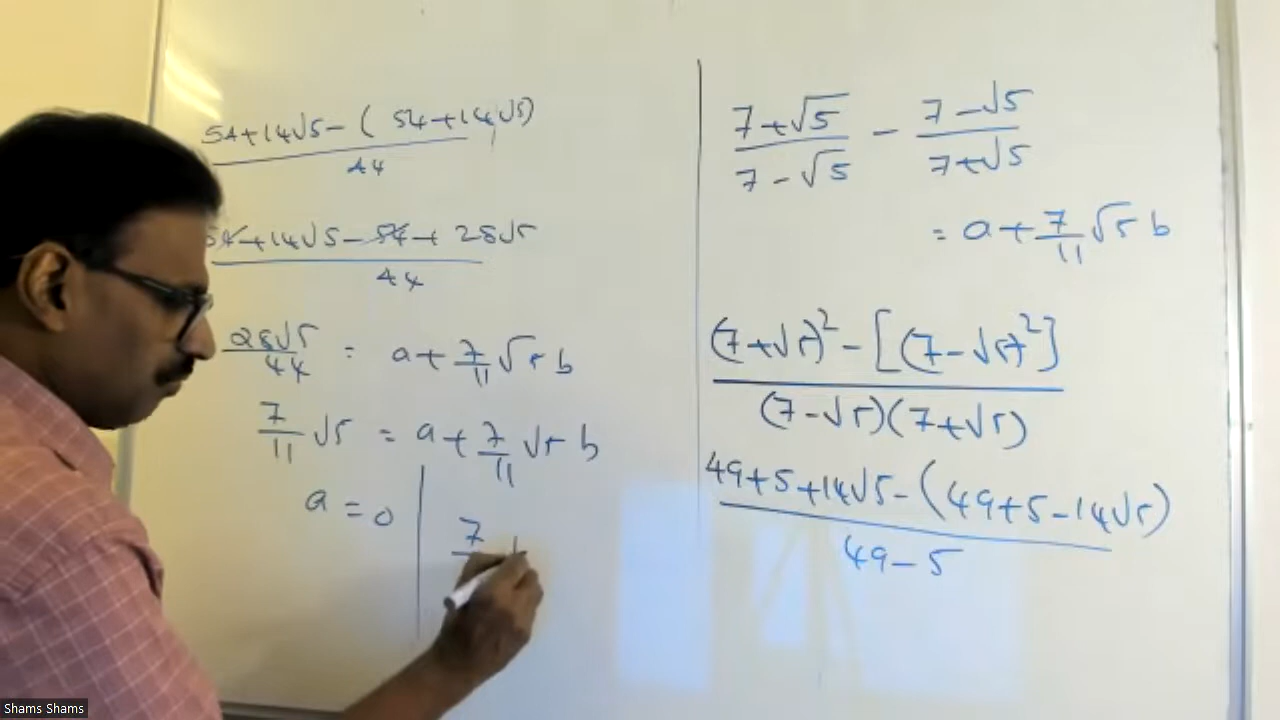 54+14√5-( 54+14√5)
44
54+14√5-54+ 28√5
44
28√5/44 = a+7/11√5 b
7/11√5 = a+7/11√5 b
a=0
7
7+√5/7-√5 - 7-√5/7+√5
= a+7/11√5 b
(7+√5)²-[(7-√5)²]
(7-√5)(7+√5)
49+5+14√5-(49+5-14√5)
49-5
Shams Shams